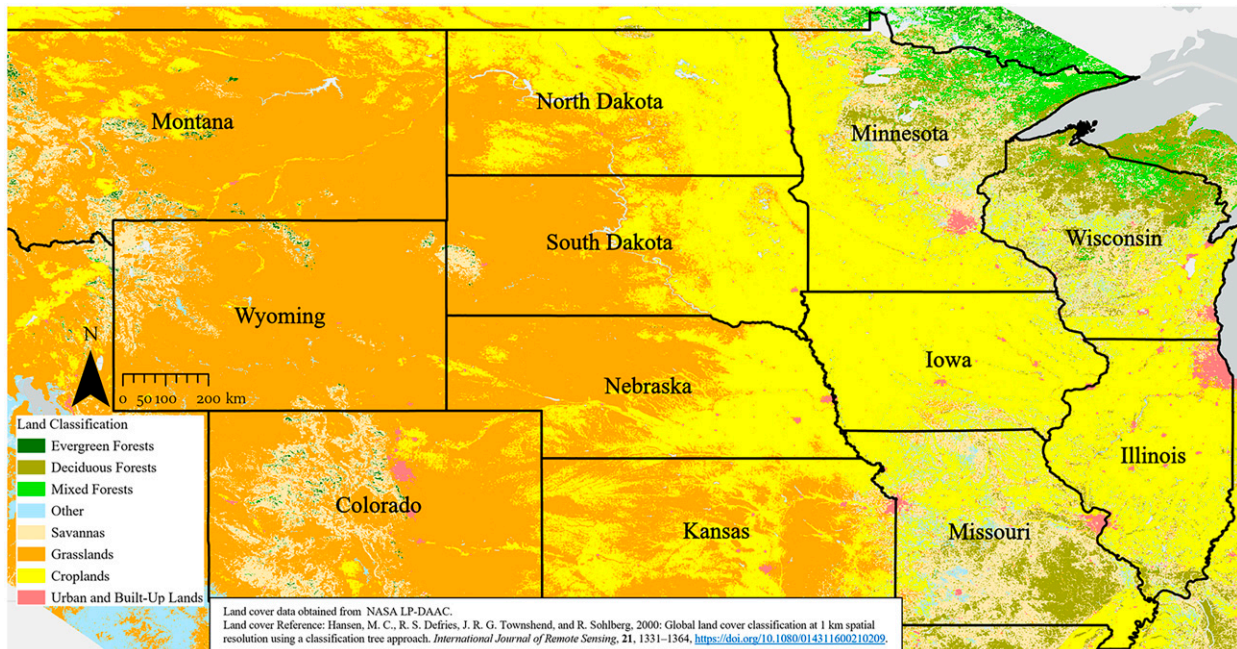 Montana
North Dakota
Minnesota
South Dakota
Wisconsin
Wyoming
N
Iowa
Nebraska
0 50 100 200 km
Land Classification
Evergreen Forests
Deciduous Forests
Mixed Forests
Other
Savannas
Grasslands
Croplands
Urban and Built-Up Lands
Illinois
Colorado
Kansas
Missouri
Land cover data obtained from NASA LP-DAAC.
Land cover Reference: Hansen, M. C., R. S. Defries, J. R. G. Townshend, and R. Sohlberg, 2000: Global land cover classification at 1 km spatial
resolution using a classification tree approach. International Journal of Remote Sensing, 21, 1331–1364, https://doi.org/10.1080/014311600210209.